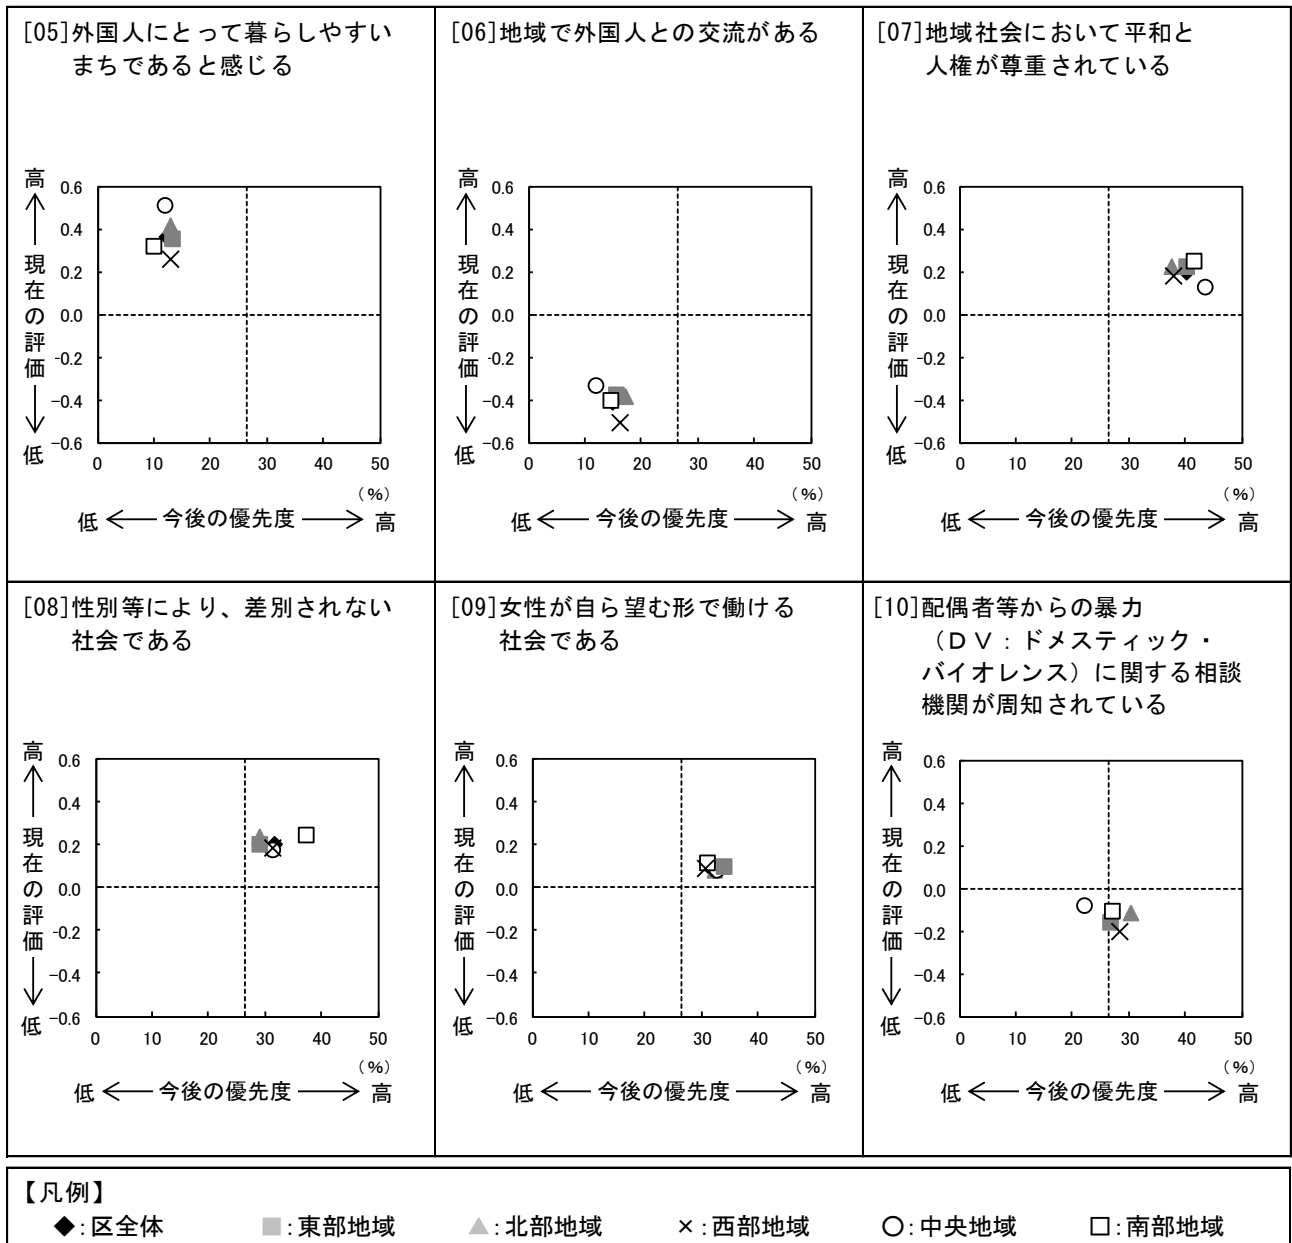 [05]外国人にとって暮らしやすい
まちであると感じる
高
現在の評価
低
0.6
0.4
0.2
0.0
-0.2
-0.4
-0.6
0 10 20 30 40 50
(%)
低 今後の優先度 高
[06]地域で外国人との交流がある
高
現在の評価
低
0.6
0.4
0.2
0.0
-0.2
-0.4
-0.6
0 10 20 30 40 50
(%)
低 今後の優先度 高
[07]地域社会において平和と
人権が尊重されている
高
現在の評価
低
0.6
0.4
0.2
0.0
-0.2
-0.4
-0.6
0 10 20 30 40 50
(%)
低 今後の優先度 高
[08]性別等により、差別されない
社会である
高
現在の評価
低
0.6
0.4
0.2
0.0
-0.2
-0.4
-0.6
0 10 20 30 40 50
(%)
低 今後の優先度 高
[09]女性が自ら望む形で働ける
社会である
高
現在の評価
低
0.6
0.4
0.2
0.0
-0.2
-0.4
-0.6
0 10 20 30 40 50
(%)
低 今後の優先度 高
[10]配偶者等からの暴力
（ＤＶ：ドメスティック・
バイオレンス）に関する相談
機関が周知されている
高
現在の評価
低
0.6
0.4
0.2
0.0
-0.2
-0.4
-0.6
0 10 20 30 40 50
(%)
低 今後の優先度 高
【凡例】
◆:区全体 ■:東部地域 ▲:北部地域 ×:西部地域 ○:中央地域 □:南部地域